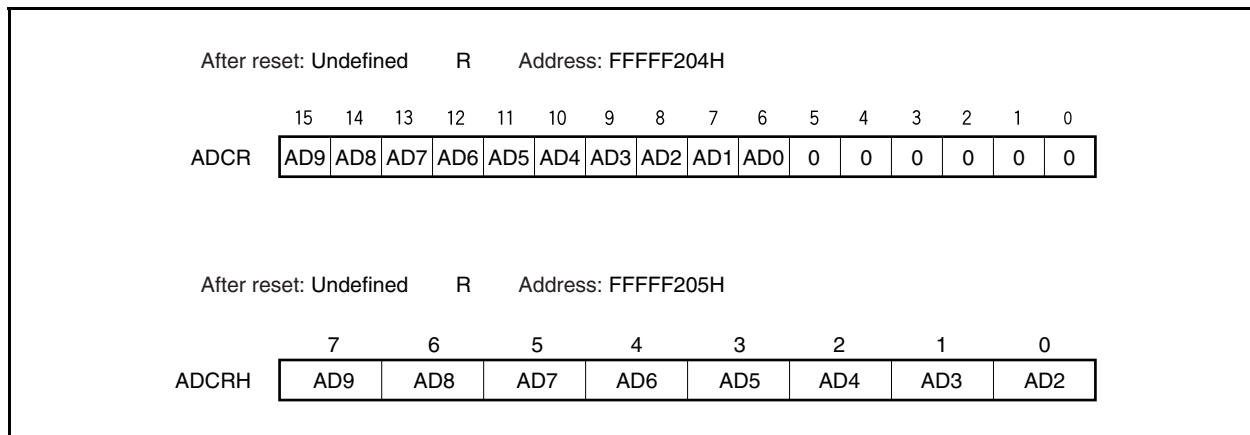 After reset: Undefined R Address: FFFFF204H
15 14 13 12 11 10 9 8 7 6 5 4 3 2 1 0
ADCR AD9 AD8 AD7 AD6 AD5 AD4 AD3 AD2 AD1 AD0 0 0 0 0 0 0
After reset: Undefined R Address: FFFFF205H
7 6 5 4 3 2 1 0
ADCRH AD9 AD8 AD7 AD6 AD5 AD4 AD3 AD2